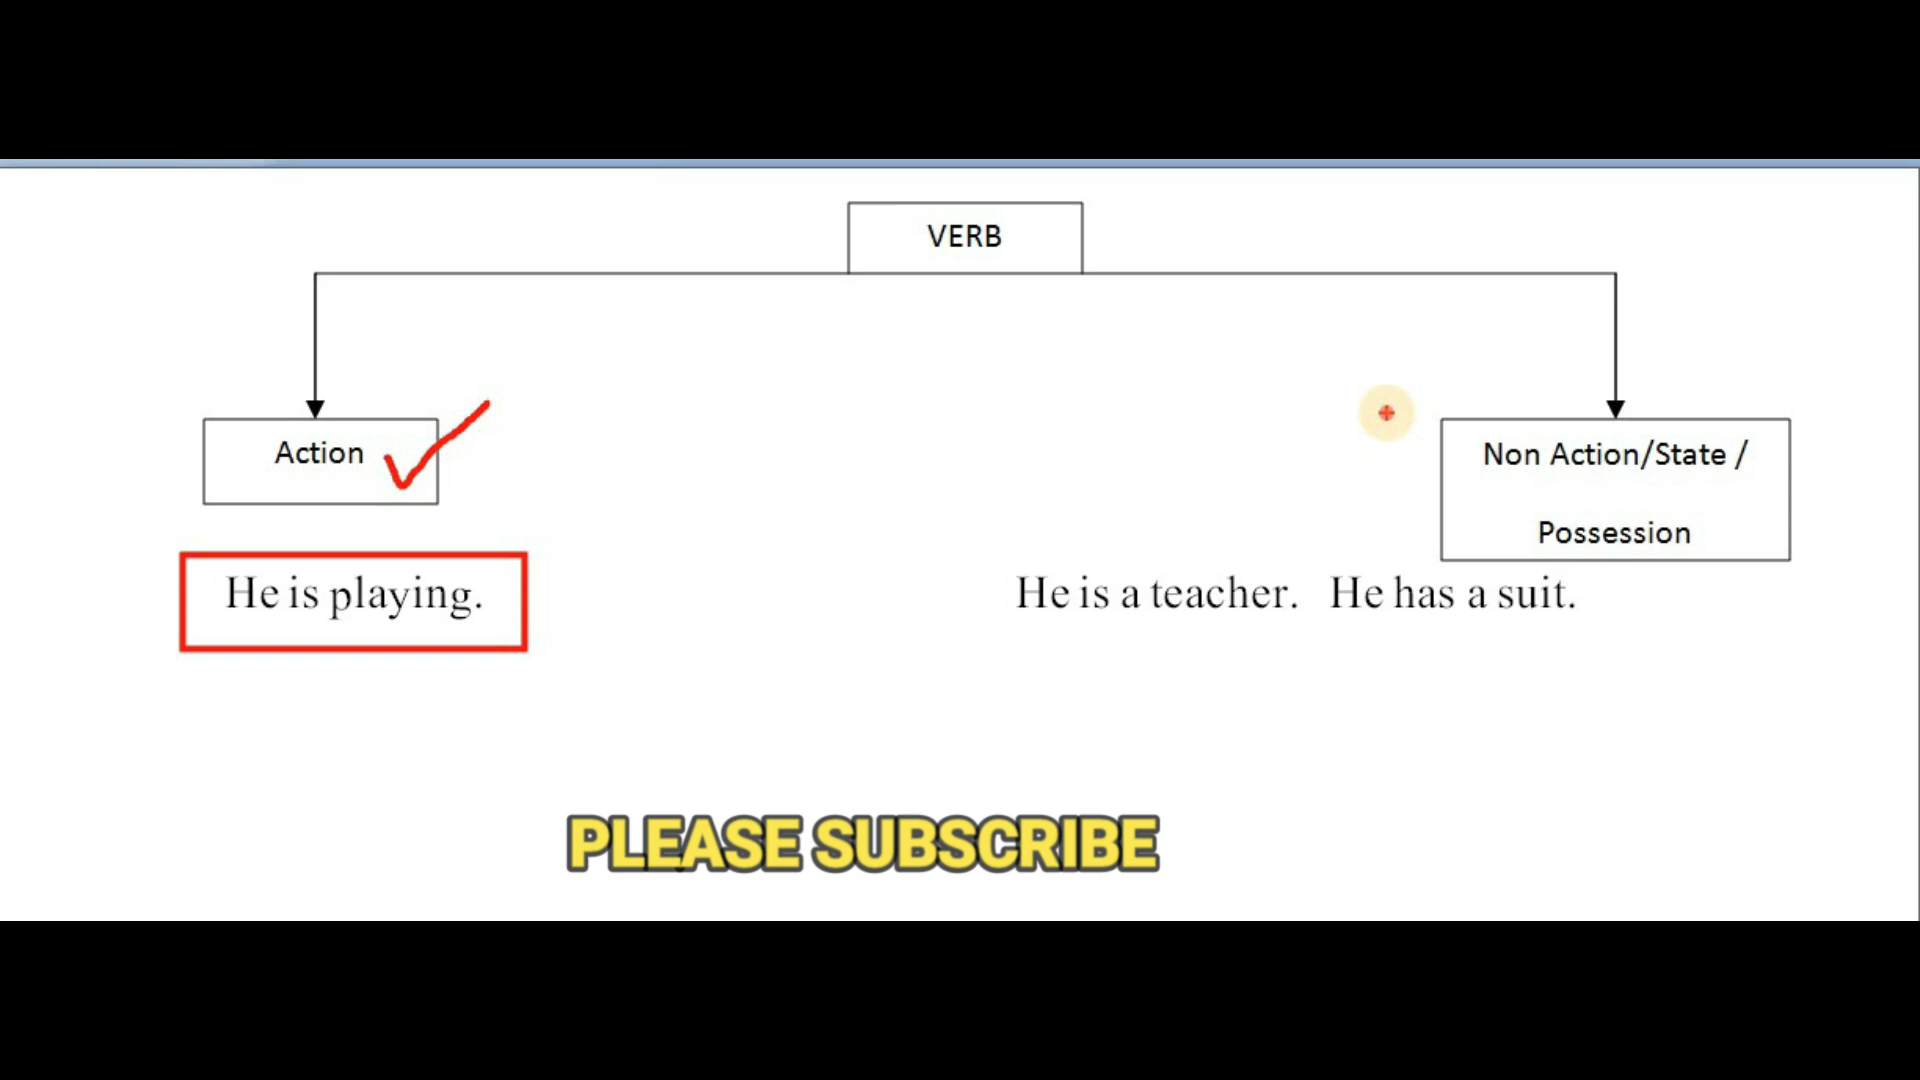 VERB
Action
Non Action/State /
Possession
He is playing.
He is a teacher. He has a suit.
PLEASE SUBSCRIBE